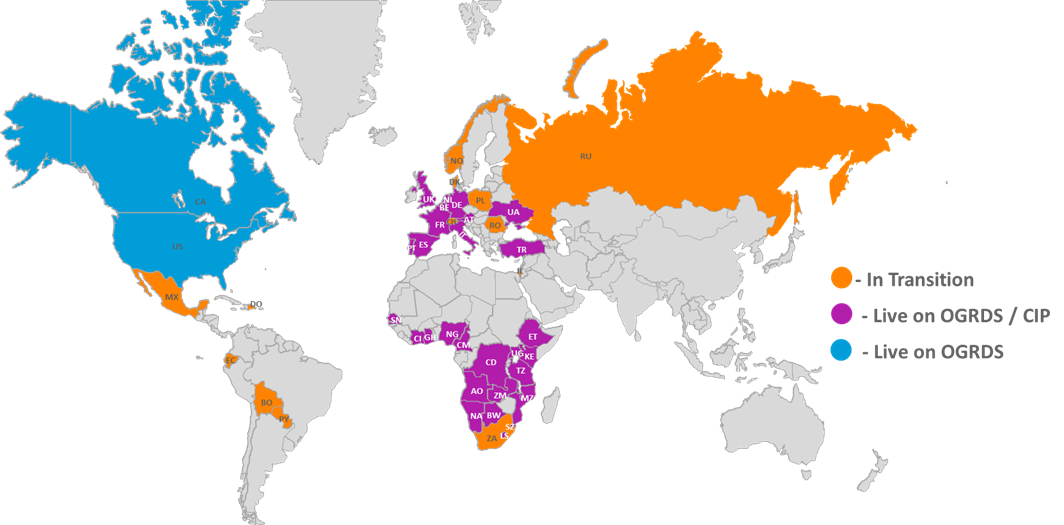 NO
RU
DK
PL
UK
NL
BE
DE
CA
UA
AT
FR
RO
US
PT
ES
TR
IL
MX
DO
- In Transition
SN
- Live on OGRDS / CIP
NG
ET
CI
GH
CM
- Live on OGRDS
UG
KE
EC
CD
TZ
AO
ZM
MZ
BO
NA
BW
PY
SZ
LS
ZA